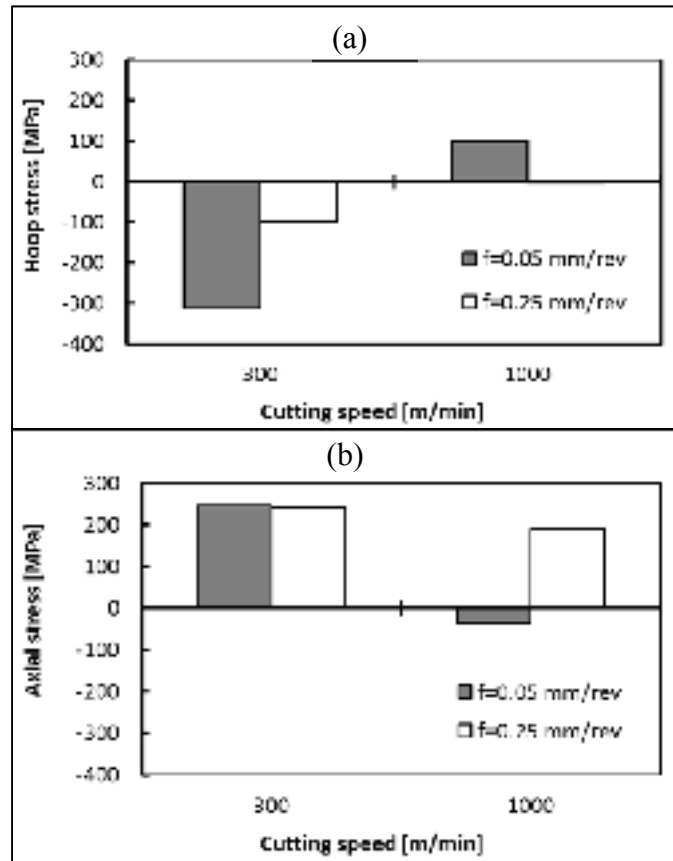 (a)
300
200
100
0
-100
-200
-300
-400
Hoop stress [MPa]
f=0.05 mm/rev
f=0.25 mm/rev
300 1000
Cutting speed [m/min]
(b)
300
200
100
0
-100
-200
-300
-400
Axial stress [MPa]
f=0.05 mm/rev
f=0.25 mm/rev
300 1000
Cutting speed [m/min]